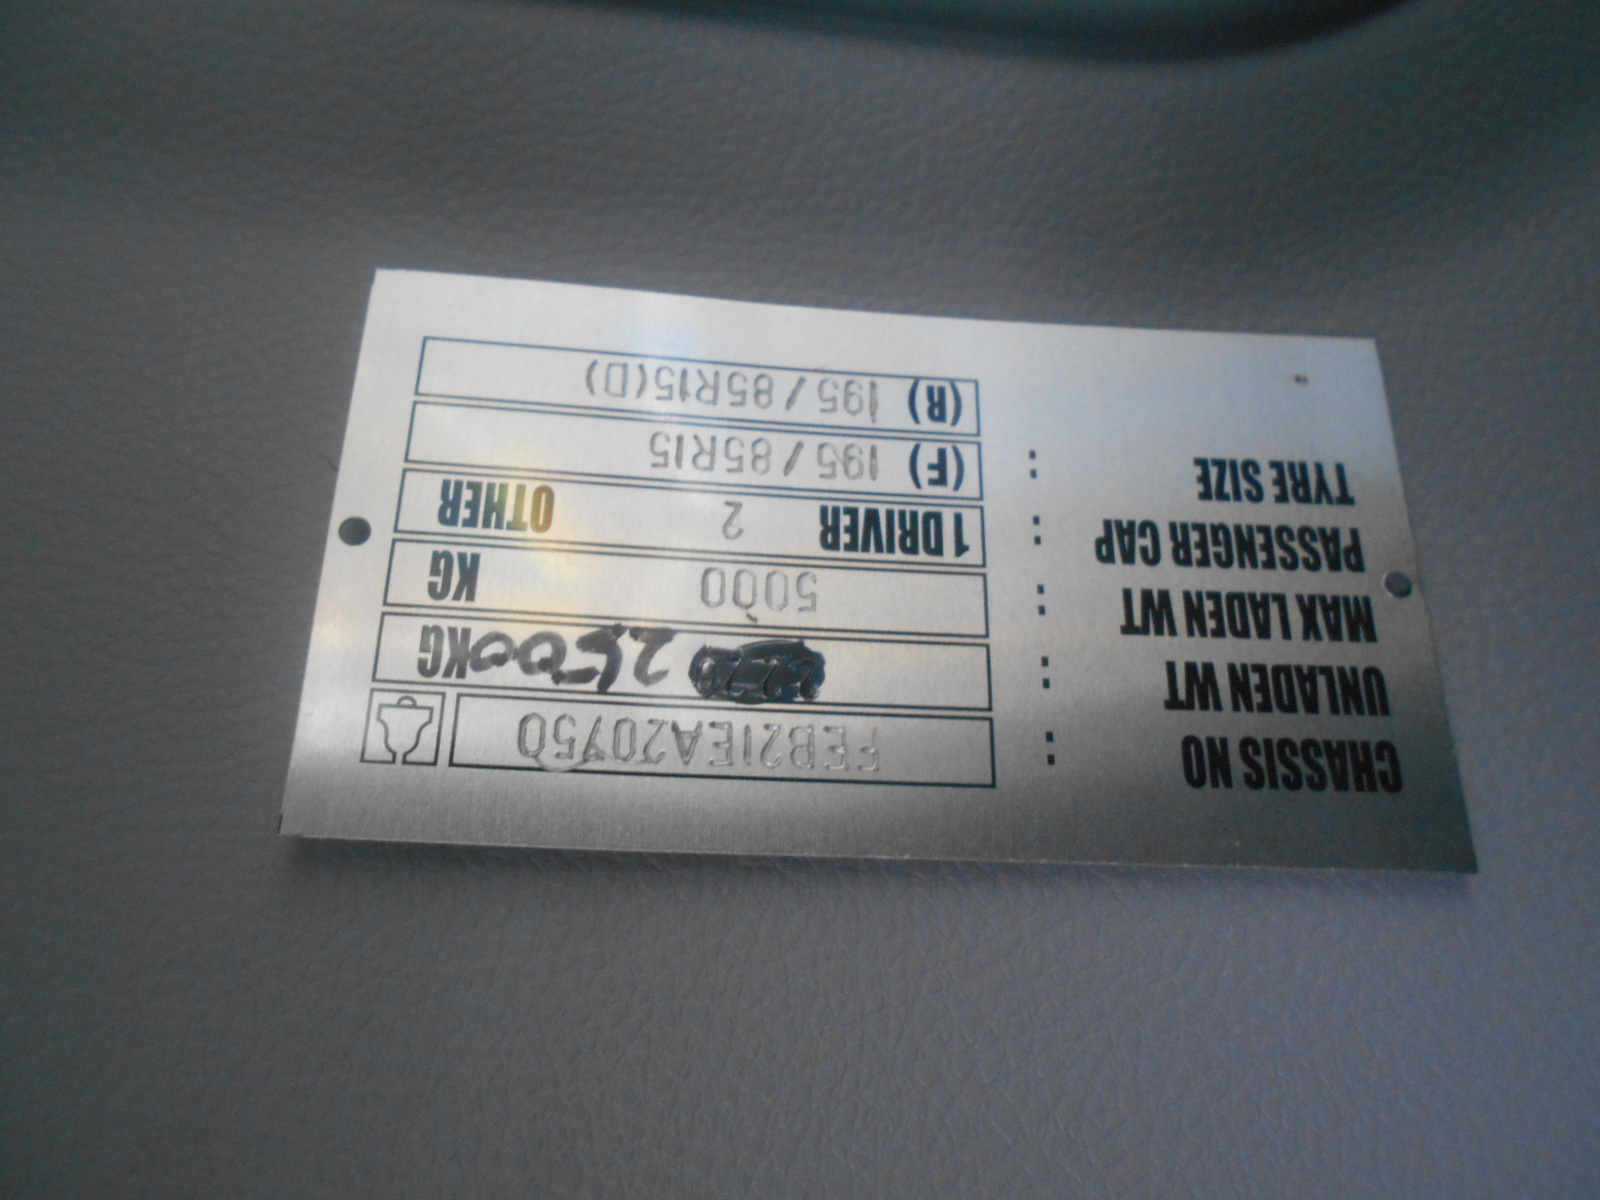 CHASSIS NO : FEB21EA20750
UNLADEN WT : 2500KG
MAX LADEN WT : 5000 KG
PASSENGER CAP : 1 DRIVER 2 OTHER
TYRE SIZE : (F) 195/85R15
(R) 195/85R15(D)